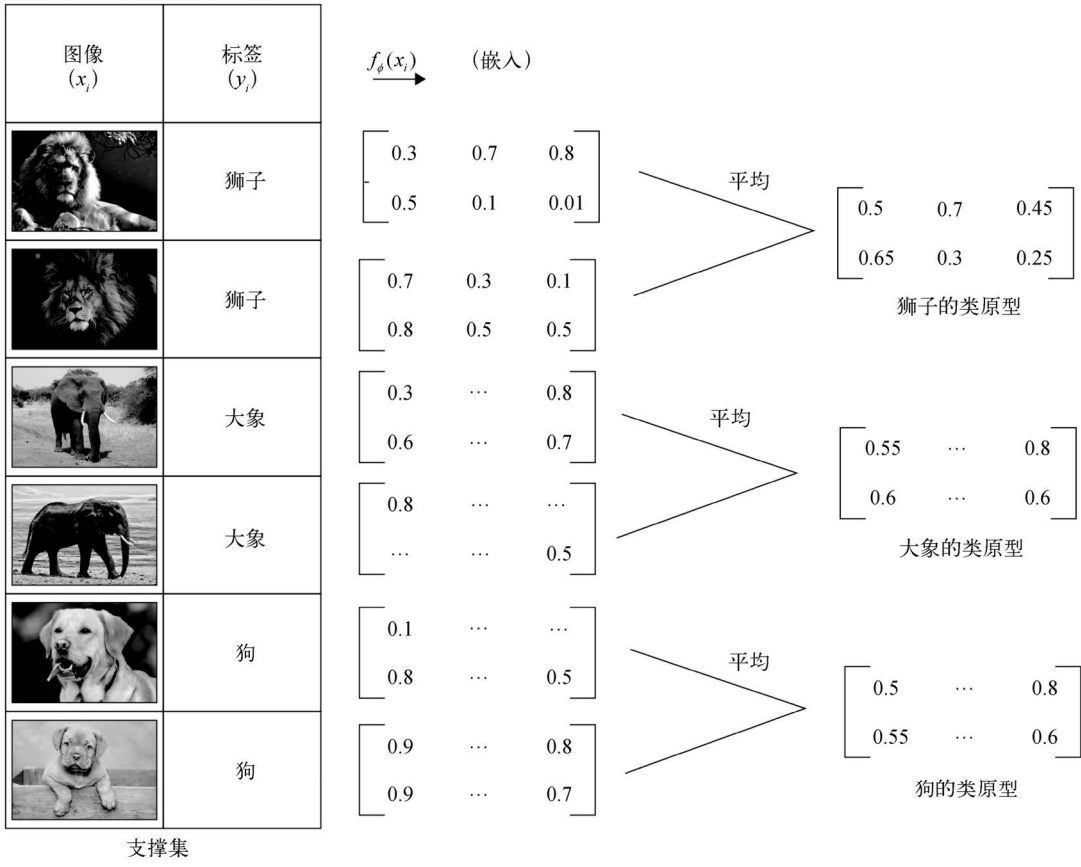 图像
(x_i)
标签
(y_i)
f_ϕ(x_i) (嵌入)
狮子
0.3 0.7 0.8
0.5 0.1 0.01
平均
0.5 0.7 0.45
0.65 0.3 0.25
狮子的类原型
狮子
0.7 0.3 0.1
0.8 0.5 0.5
大象
0.3 … 0.8
0.6 … 0.7
平均
0.55 … 0.8
0.6 … 0.6
大象的类原型
大象
0.8 … …
… … 0.5
狗
0.1 … …
0.8 … 0.5
平均
0.5 … 0.8
0.55 … 0.6
狗的类原型
狗
0.9 … 0.8
0.9 … 0.7
支撑集